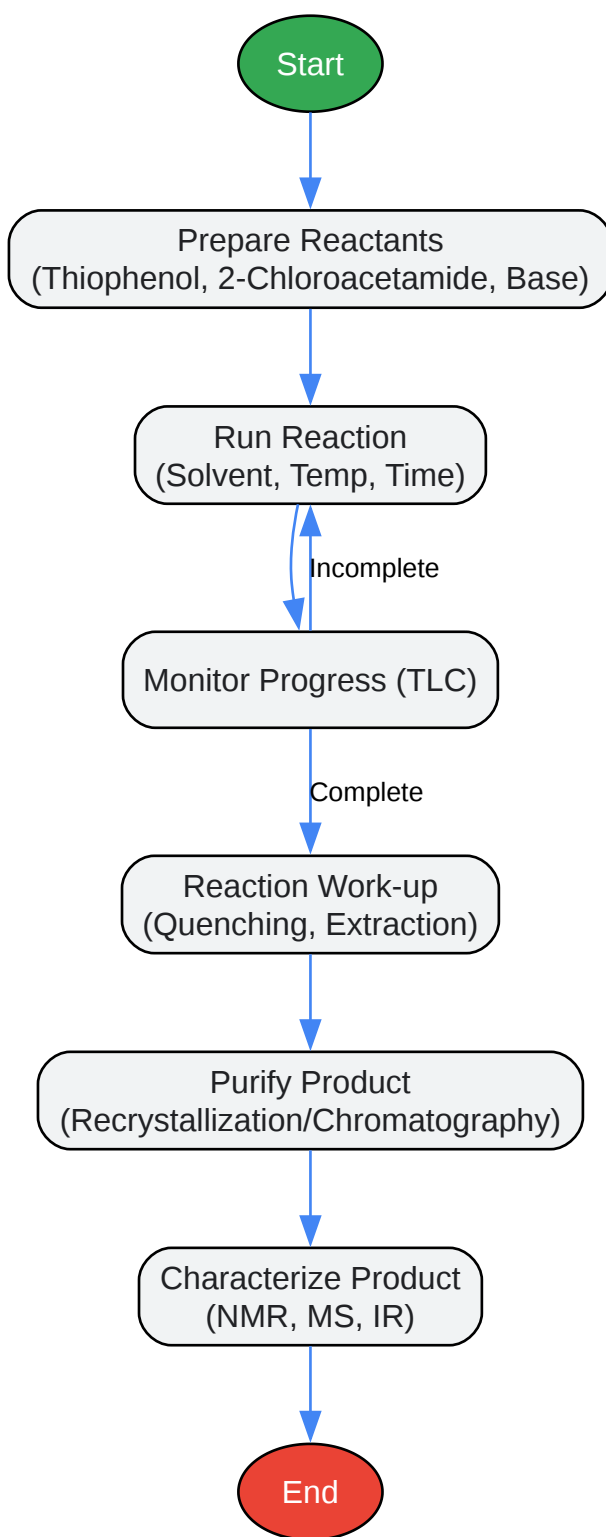 Start
Prepare Reactants
(Thiophenol, 2-Chloroacetamide, Base)
Run Reaction
(Solvent, Temp, Time)
Incomplete
Monitor Progress (TLC)
Complete
Reaction Work-up
(Quenching, Extraction)
Purify Product
(Recrystallization/Chromatography)
Characterize Product
(NMR, MS, IR)
End